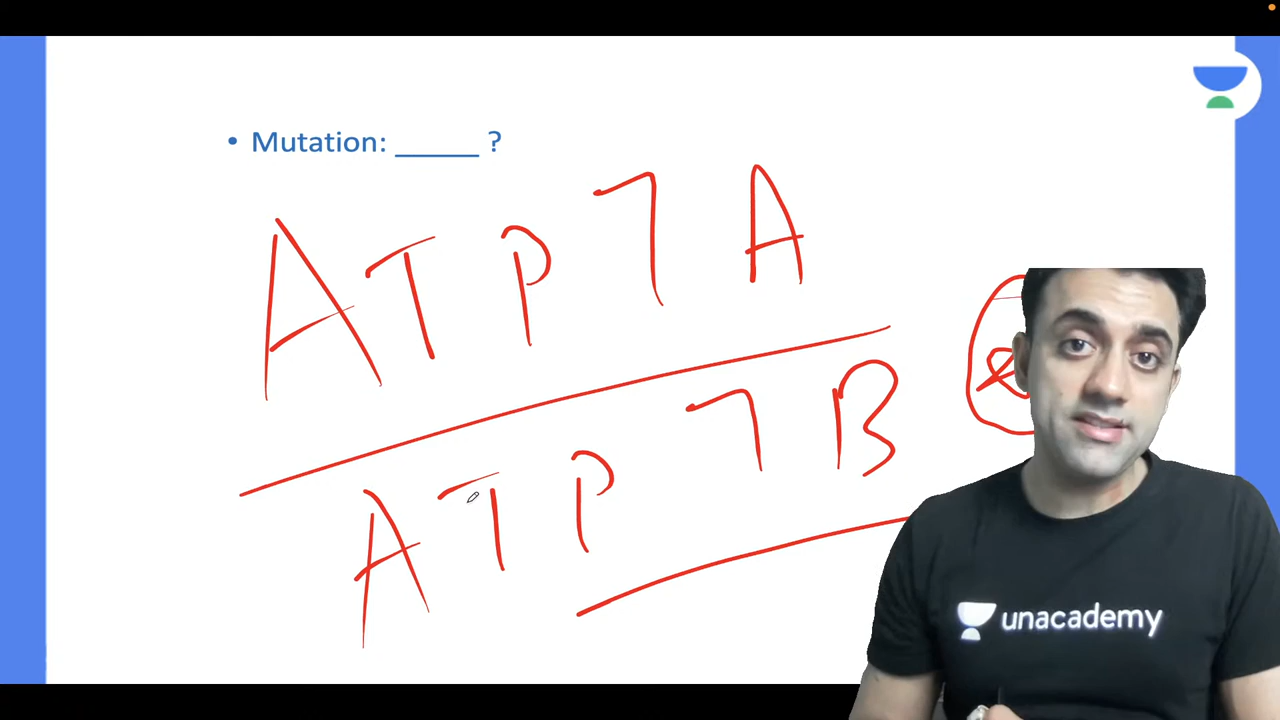 • Mutation: ______ ?
ATP7A
ATP7B
unacademy